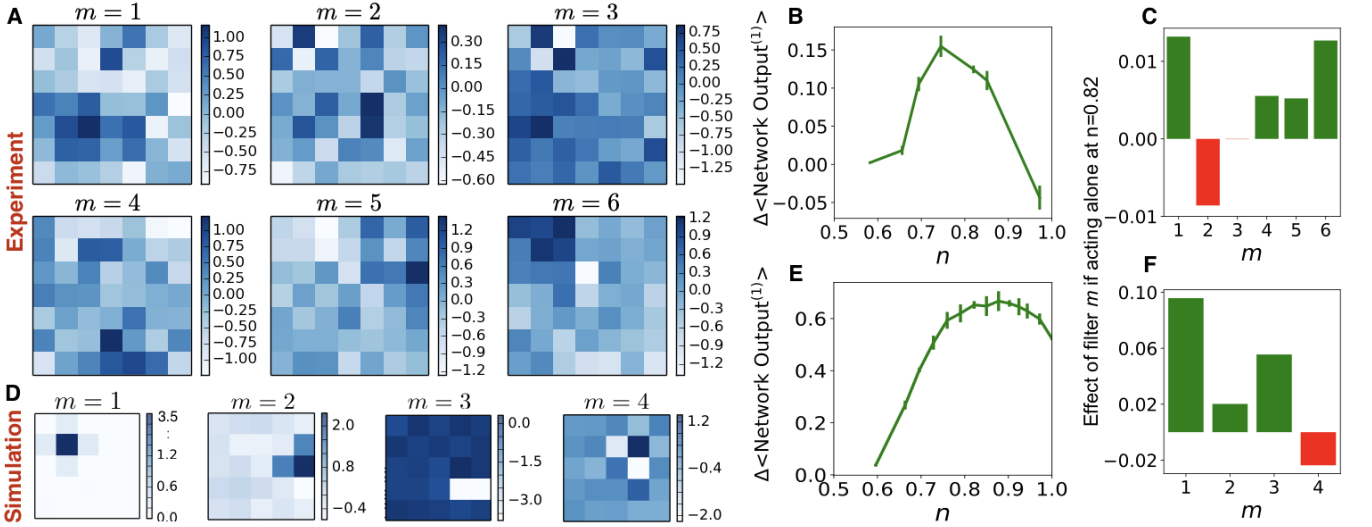 A
m = 1
1.00
0.75
0.50
0.25
0.00
−0.25
−0.50
−0.75
m = 2
0.30
0.15
0.00
−0.15
−0.30
−0.45
−0.60
m = 3
0.75
0.50
0.25
0.00
−0.25
−0.50
−0.75
−1.00
−1.25
Experiment
m = 4
1.00
0.75
0.50
0.25
0.00
−0.25
−0.50
−0.75
−1.00
m = 5
1.2
0.9
0.6
0.3
0.0
−0.3
−0.6
−0.9
−1.2
m = 6
1.2
0.9
0.6
0.3
0.0
−0.3
−0.6
−0.9
−1.2
B
Δ<Network Output(1)>
0.15
0.10
0.05
0.00
−0.05
0.5 0.6 0.7 0.8 0.9 1.0
n
C
Effect of filter m if acting alone at n=0.82
0.01
0.00
−0.01
1 2 3 4 5 6
m
D
Simulation
m = 1
3.5
:
1.2
0.6
0.0
m = 2
2.0
0.8
−0.4
m = 3
0.0
−1.5
−3.0
m = 4
1.2
−0.4
−2.0
E
Δ<Network Output(1)>
0.6
0.4
0.2
0.0
0.5 0.6 0.7 0.8 0.9 1.0
n
F
0.10
0.06
0.02
−0.02
1 2 3 4
m